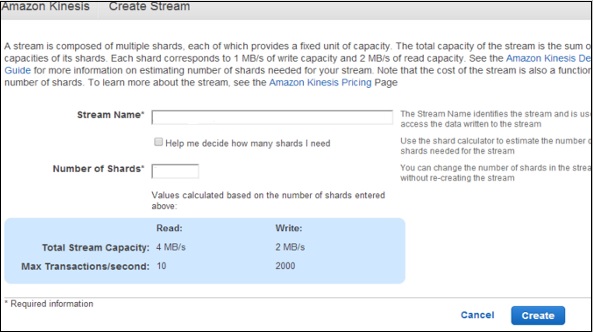 Amazon Kinesis Create Stream
A stream is composed of multiple shards, each of which provides a fixed unit of capacity. The total capacity of the stream is the sum o
capacities of its shards. Each shard corresponds to 1 MB/s of write capacity and 2 MB/s of read capacity. See the Amazon Kinesis De
Guide for more information on estimating number of shards needed for your stream. Note that the cost of the stream is also a function
number of shards. To learn more about the stream, see the Amazon Kinesis Pricing Page
Stream Name*
The Stream Name identifies the stream and is use
access the data written to the stream
Help me decide how many shards I need
Use the shard calculator to estimate the number o
shards needed for the stream
Number of Shards*
You can change the number of shards in the strea
without re-creating the stream
Values calculated based on the number of shards entered
above:
Read: Write:
Total Stream Capacity: 4 MB/s 2 MB/s
Max Transactions/second: 10 2000
* Required information
Cancel Create